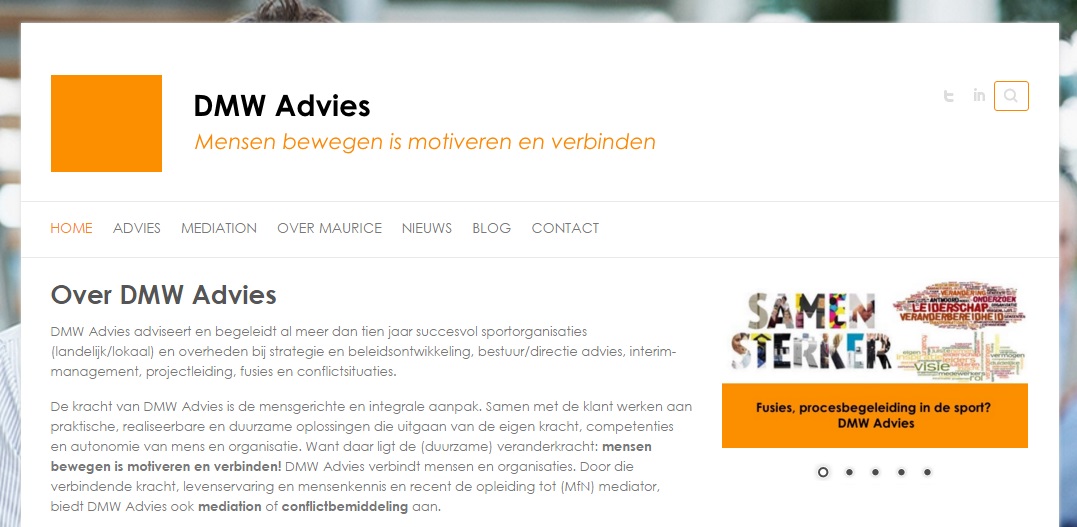 DMW Advies
Mensen bewegen is motiveren en verbinden
HOME ADVIES MEDIATION OVER MAURICE NIEUWS BLOG CONTACT
Over DMW Advies
DMW Advies adviseert en begeleidt al meer dan tien jaar succesvol sportorganisaties
(landelijk/lokaal) en overheden bij strategie en beleidsontwikkeling, bestuur/directie advies, interim-
management, projectleiding, fusies en conflictsituaties.
De kracht van DMW Advies is de mensgerichte en integrale aanpak. Samen met de klant werken aan
praktische, realiseerbare en duurzame oplossingen die uitgaan van de eigen kracht, competenties
en autonomie van mens en organisatie. Want daar ligt de (duurzame) veranderkracht: mensen
bewegen is motiveren en verbinden! DMW Advies verbindt mensen en organisaties. Door die
verbindende kracht, levenservaring en mensenkennis en recent de opleiding tot (MfN) mediator,
biedt DMW Advies ook mediation of conflictbemiddeling aan.
SAMEN
STERKER
VERANDERING
ANTWOORD ONDERZOEK
LEIDERSCHAP
VERANDERBEREIDHEID
eigen
vermogen
visie
medewerkers
rol
Fusies, procesbegeleiding in de sport?
DMW Advies